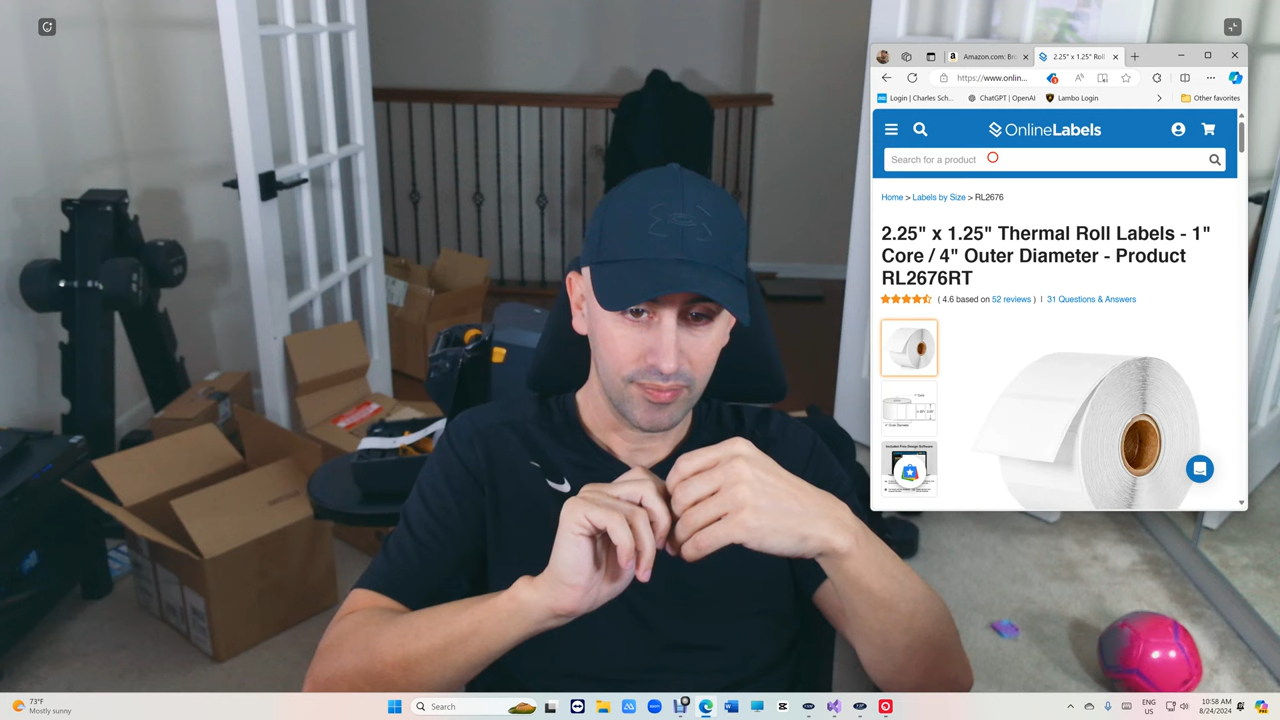 Amazon.com: Br
2.25" x 1.25" Roll
https://www.onlin...
Login | Charles Sch...
ChatGPT | OpenAI
Lambo Login
Other favorites
OnlineLabels
Search for a product
Home > Labels by Size > RL2676
2.25" x 1.25" Thermal Roll Labels - 1"
Core / 4" Outer Diameter - Product
RL2676RT
( 4.6 based on 52 reviews ) | 31 Questions & Answers
73°F
Mostly sunny
Search
ENG
US
10:58 AM
8/24/2024